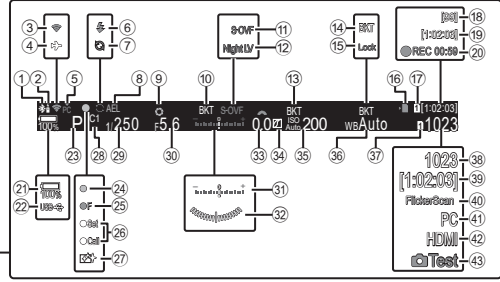 ① ② ③ ④ ⑤ ⑥ ⑦ ⑧ ⑨ ⑩ ⑪ ⑫ ⑬ ⑭ ⑮ ⑯ ⑰ ⑱ ⑲ ⑳
S-OVF
Night LV
BKT
Lock
[99]
[1:02:03]
REC 00:59
PC AEL BKT S-OVF BKT BKT [1:02:03]
100% P C1 1/250 F5.6 0.0 ISO Auto 200 WBAuto 1023
㉓ ㉘ ㉙ ㉚ ㉛ ㉜ ㉝ ㉞ ㉟ ㊱ ㊲
㉑ 100%
㉒ USB
㉔
F ㉕
Set
Call ㉖
㉗
1023 ㊳
[1:02:03] ㊴
FlickerScan ㊵
PC ㊶
HDMI ㊷
Test ㊸